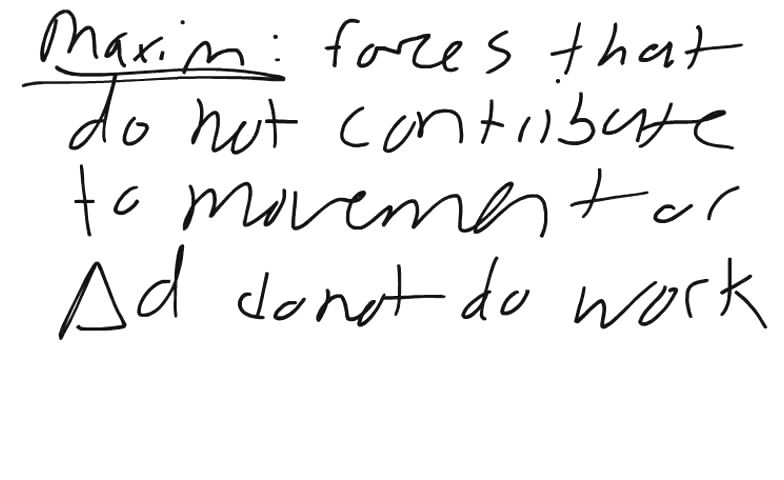 Maxim: forces that
do not contribute
to movement or
Δd do not do work